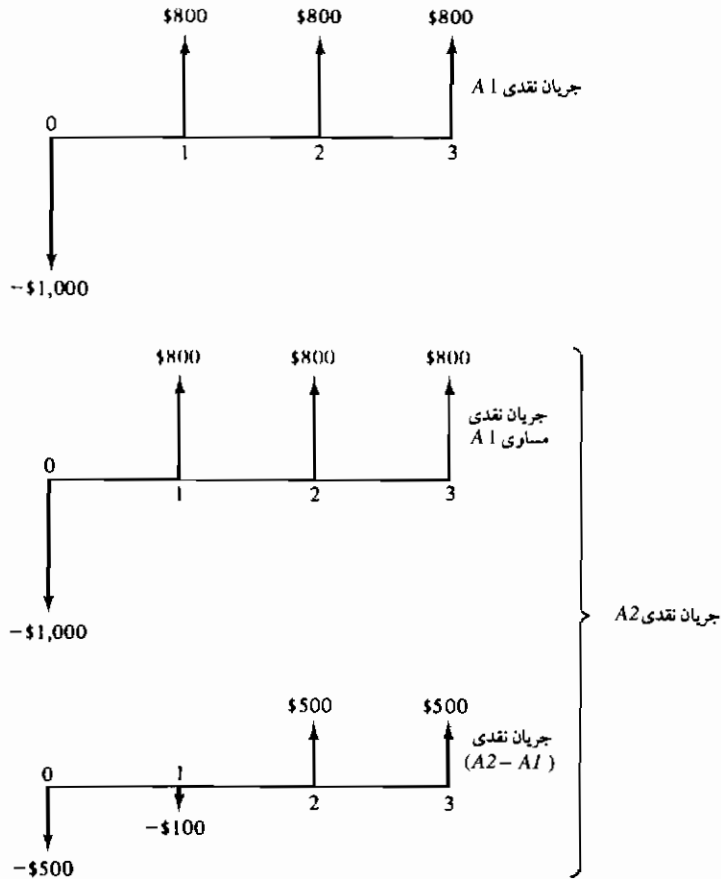 $800 $800 $800
جریان نقدی A1
0
1 2 3
-$1,000
$800 $800 $800
جریان نقدی
مساوی A1
0
1 2 3
-$1,000
جریان نقدی A2
$500 $500
جریان نقدی
(A2-A1)
0 1
2 3
-$100
-$500